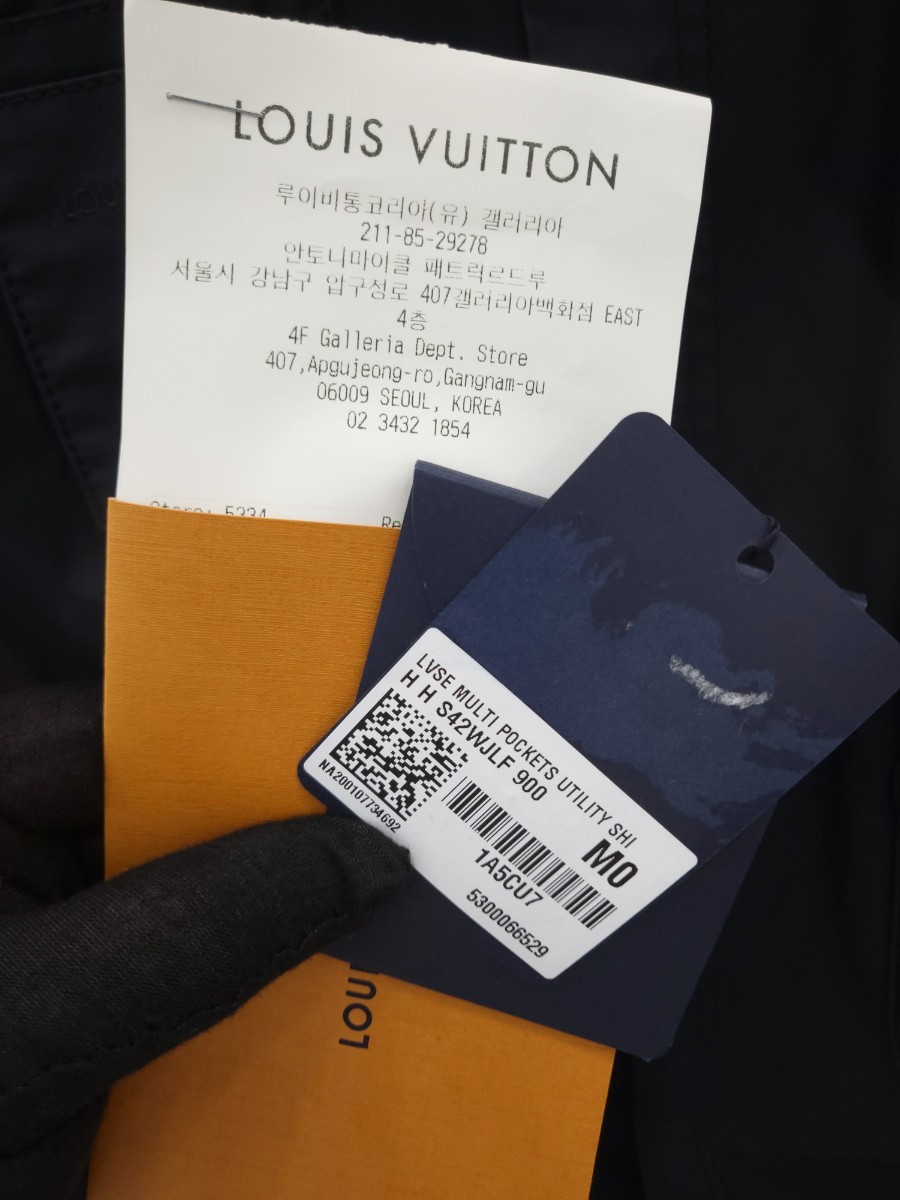 LOUIS VUITTON
루이비통코리아(유) 갤러리아
211-85-29278
안토니마이클 패트릭르드루
서울시 강남구 압구정로 407갤러리아백화점 EAST
4층
4F Galleria Dept. Store
407,Apgujeong-ro,Gangnam-gu
06009 SEOUL, KOREA
02 3432 1854
Store: 5334 Re
LVSE MULTI POCKETS UTILITY SHI
H H S42WJLF 900
M0
NA200107734692
1A5CU7
5300066529
LOU